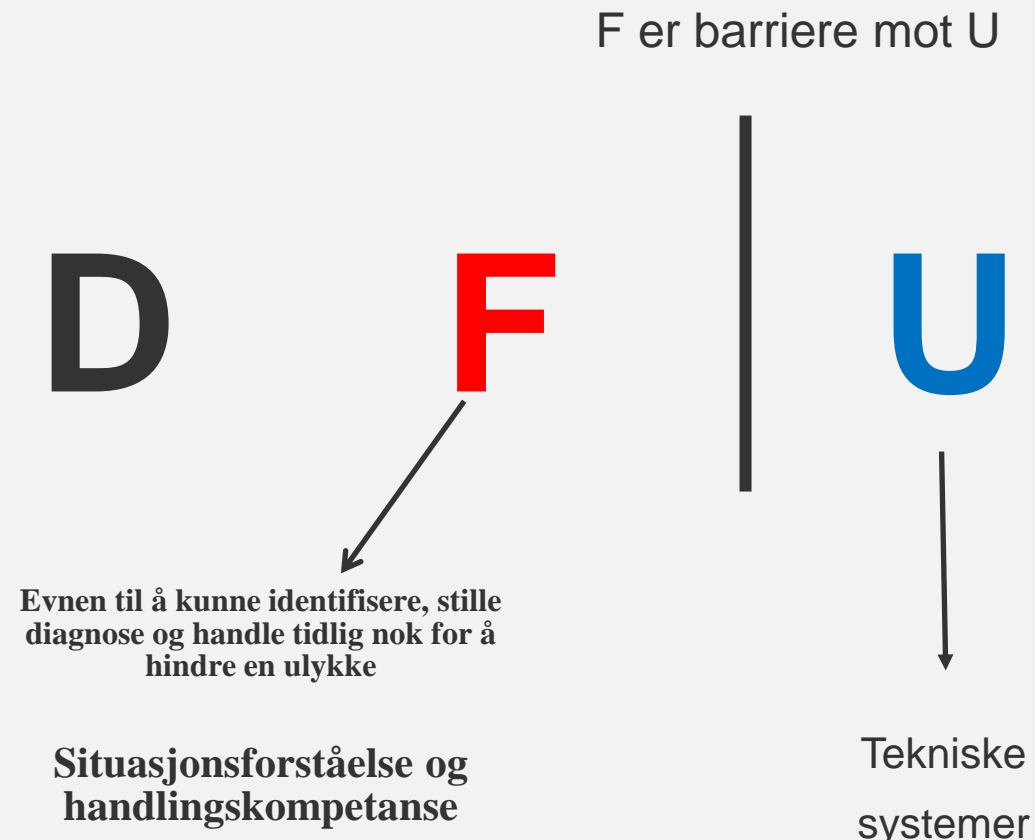 F er barriere mot U
D F U
Evnen til å kunne identifisere, stille
diagnose og handle tidlig nok for å
hindre en ulykke
Situasjonsforståelse og
handlingskompetanse
Tekniske
systemer